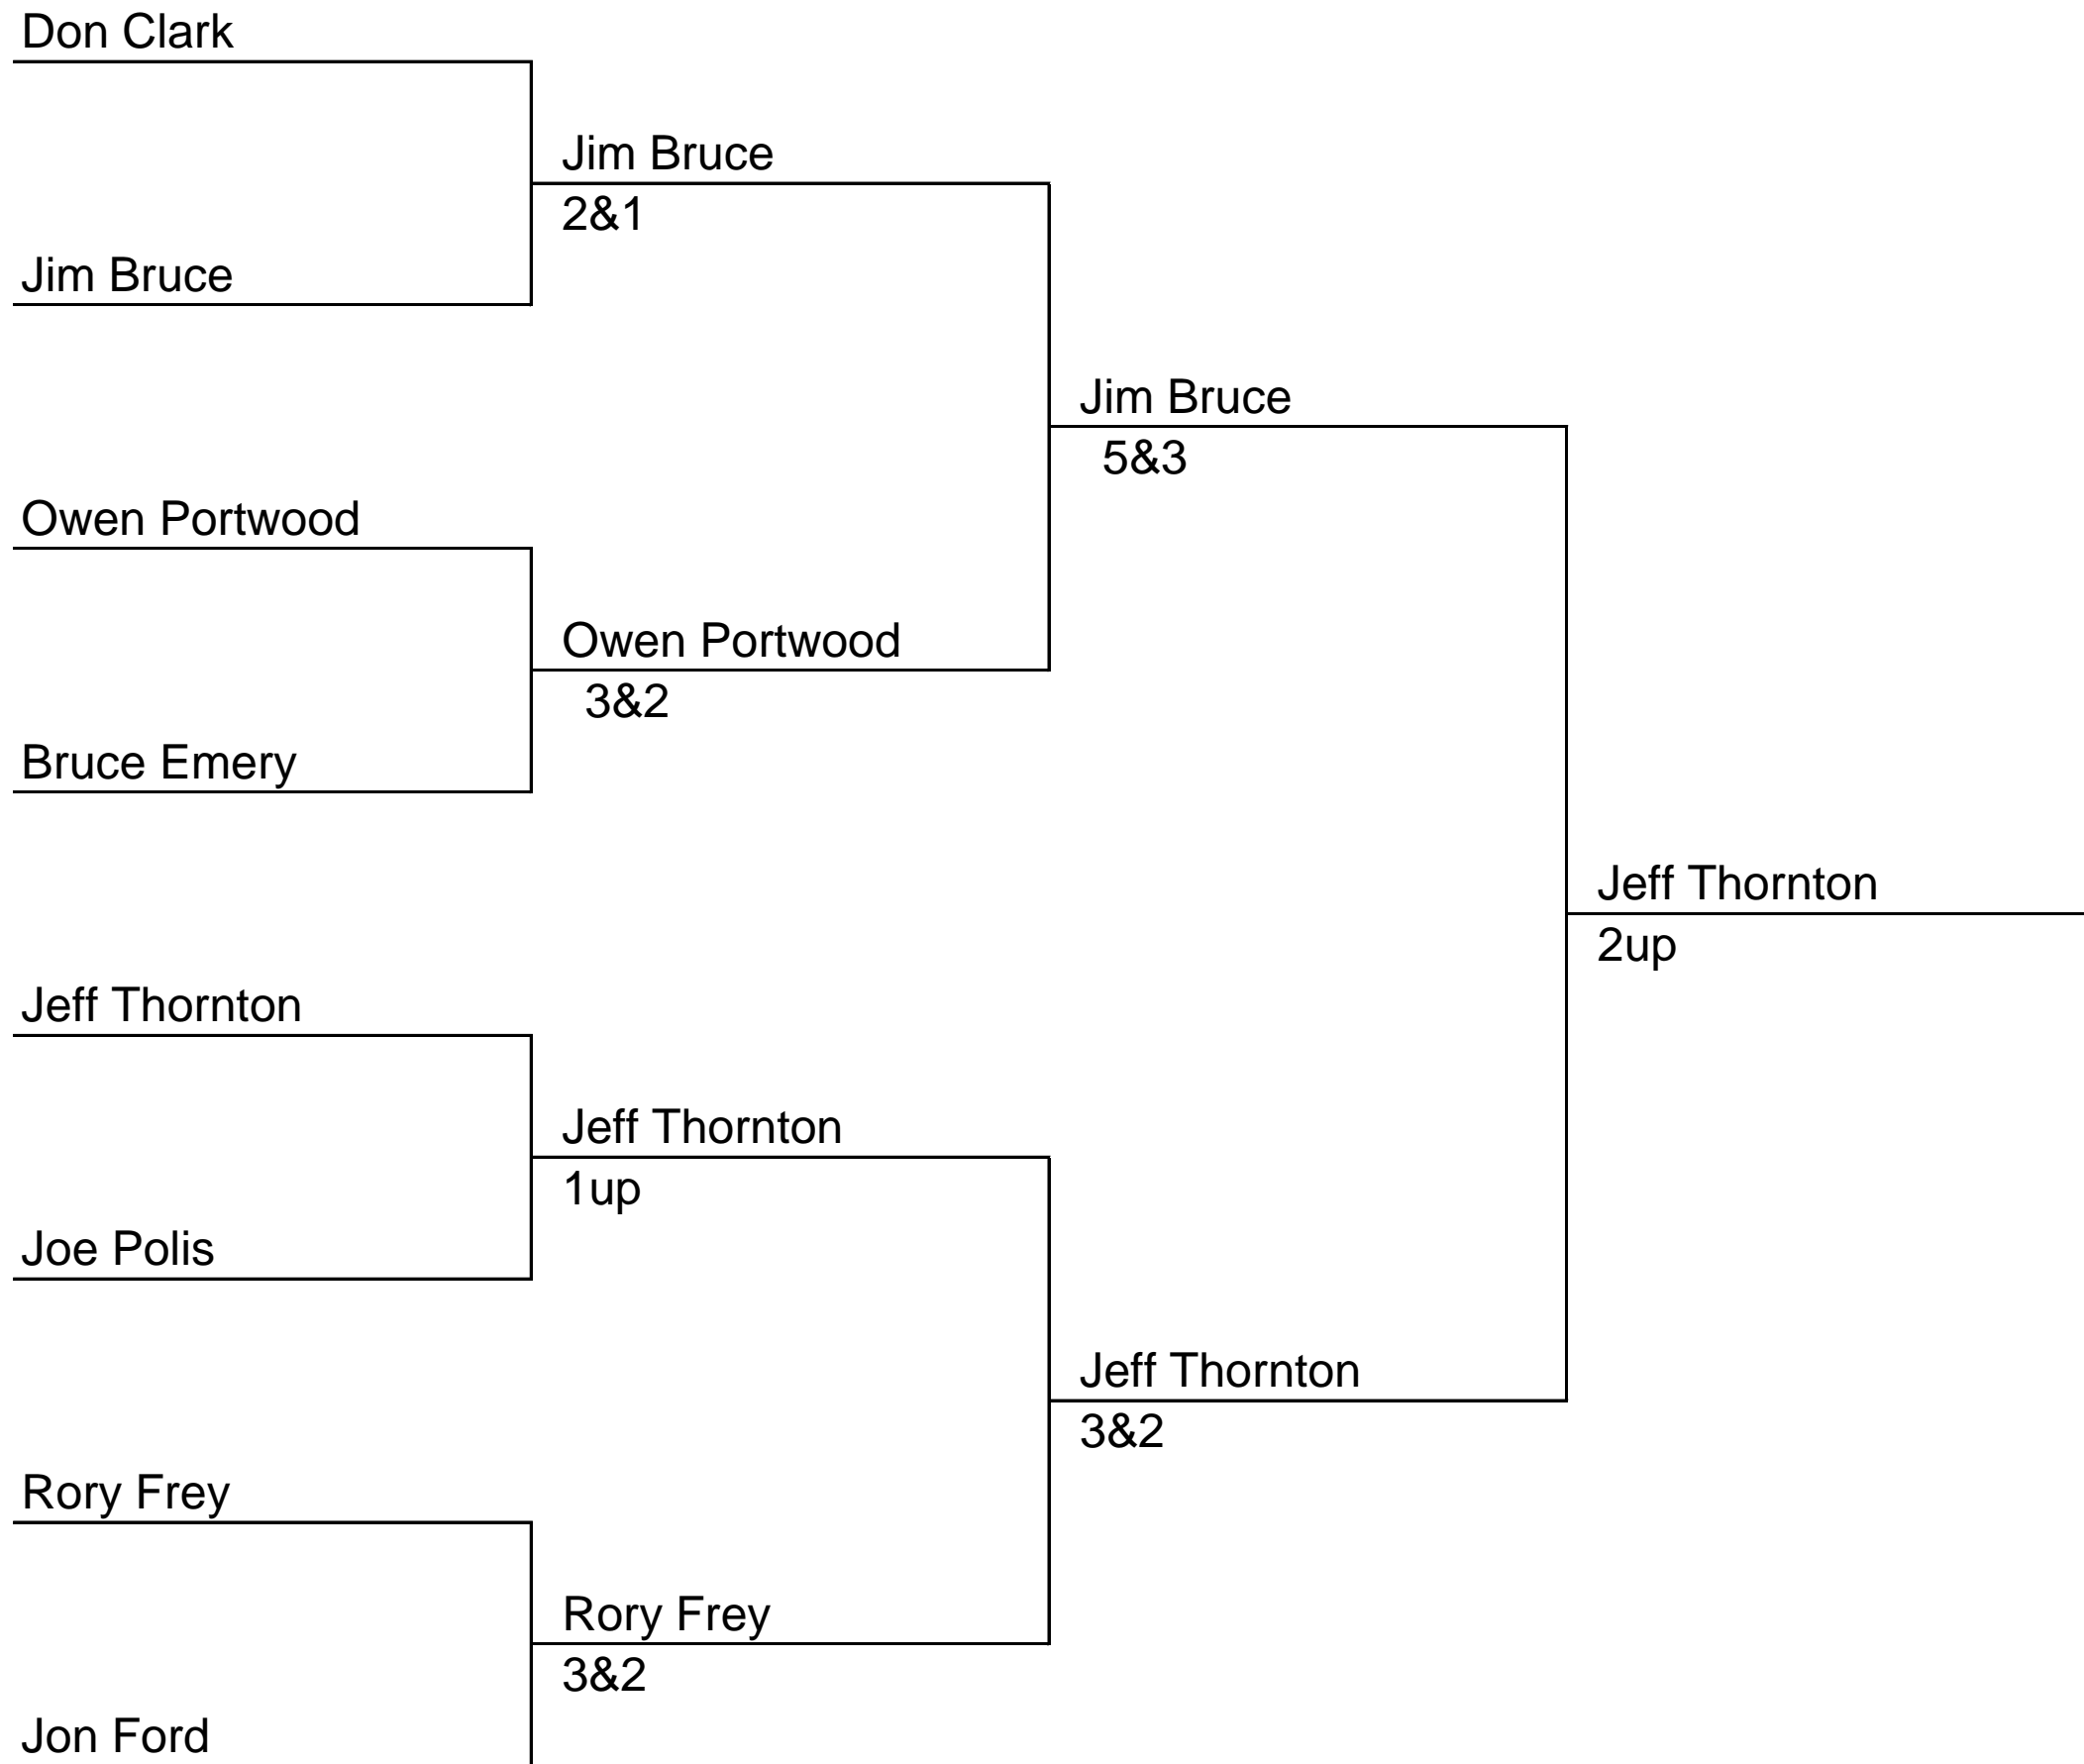 Don Clark
Jim Bruce
2&1
Jim Bruce
Jim Bruce
5&3
Owen Portwood
Owen Portwood
3&2
Bruce Emery
Jeff Thornton
2up
Jeff Thornton
Jeff Thornton
1up
Joe Polis
Jeff Thornton
3&2
Rory Frey
Rory Frey
3&2
Jon Ford